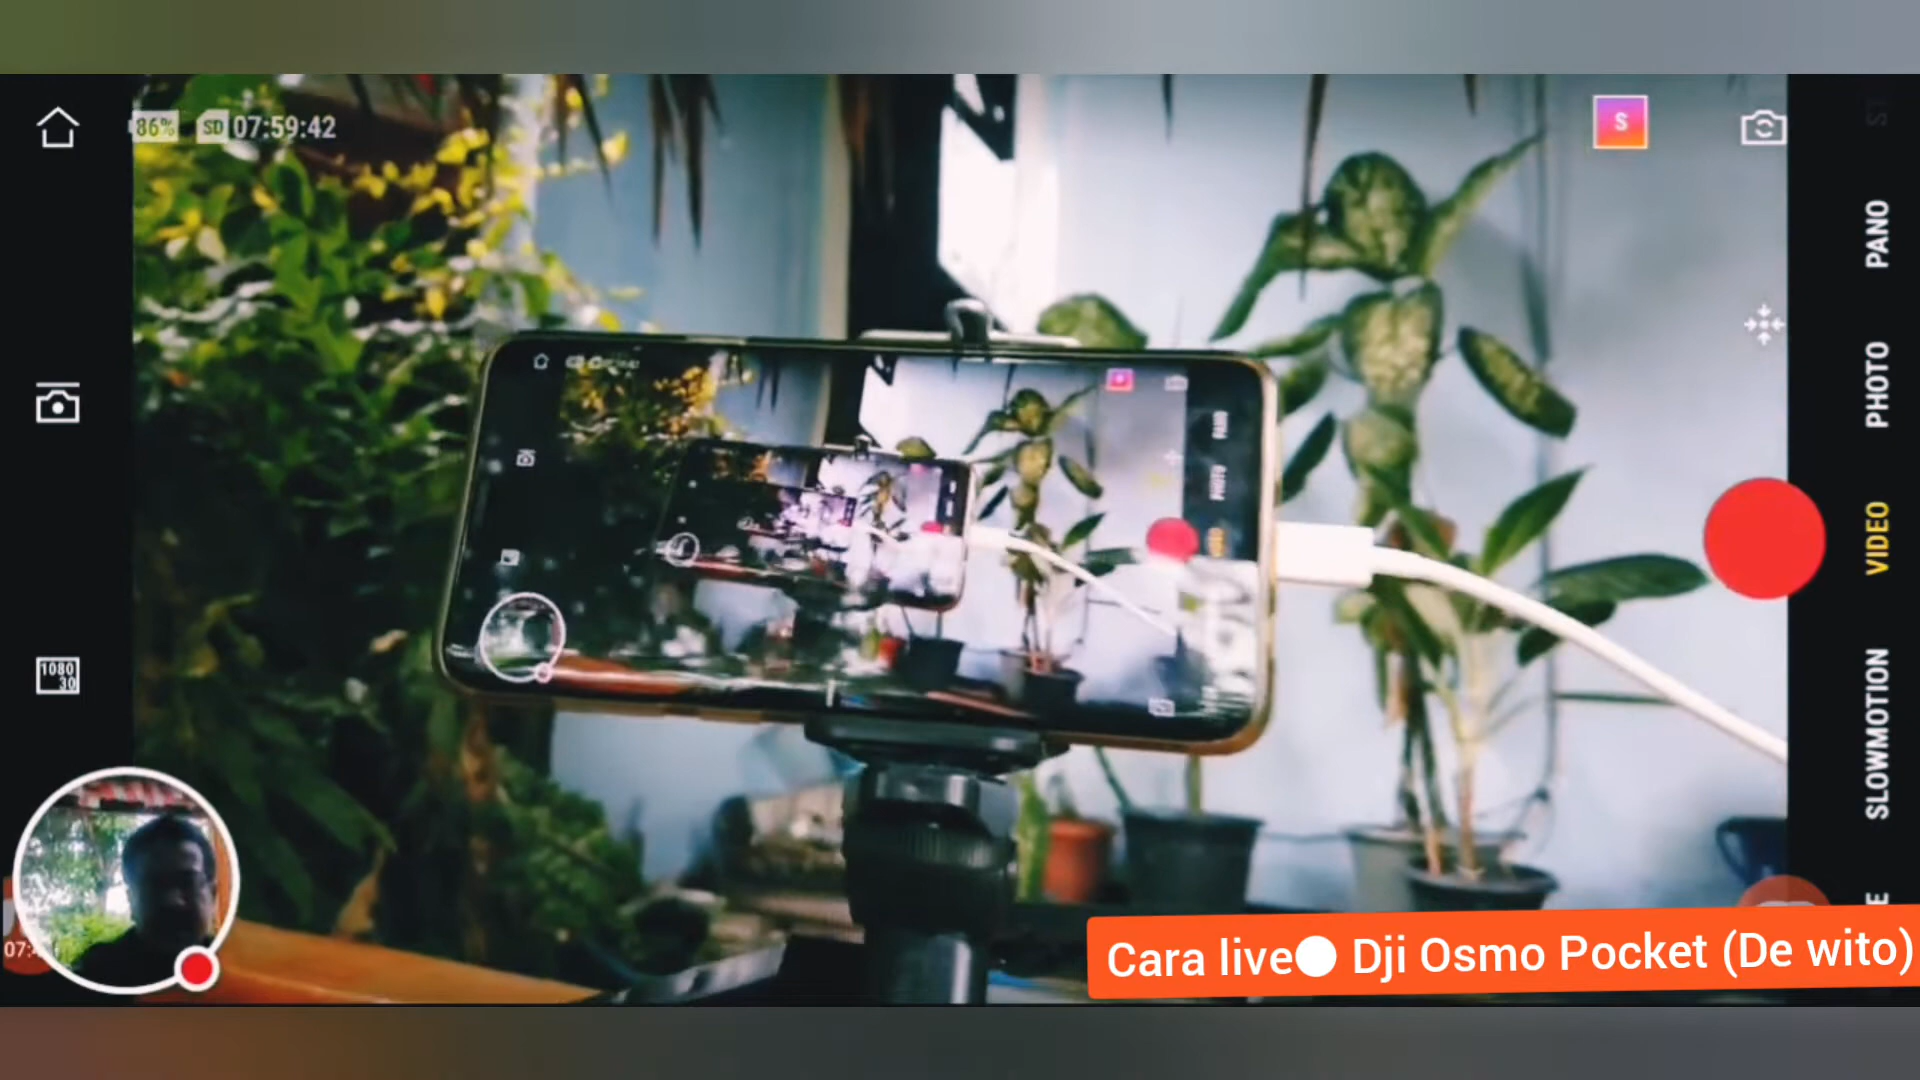 86% SD 07:59:42
S
PANO
PHOTO
VIDEO
SLOWMOTION
1080
30
Cara live Dji Osmo Pocket (De wito)